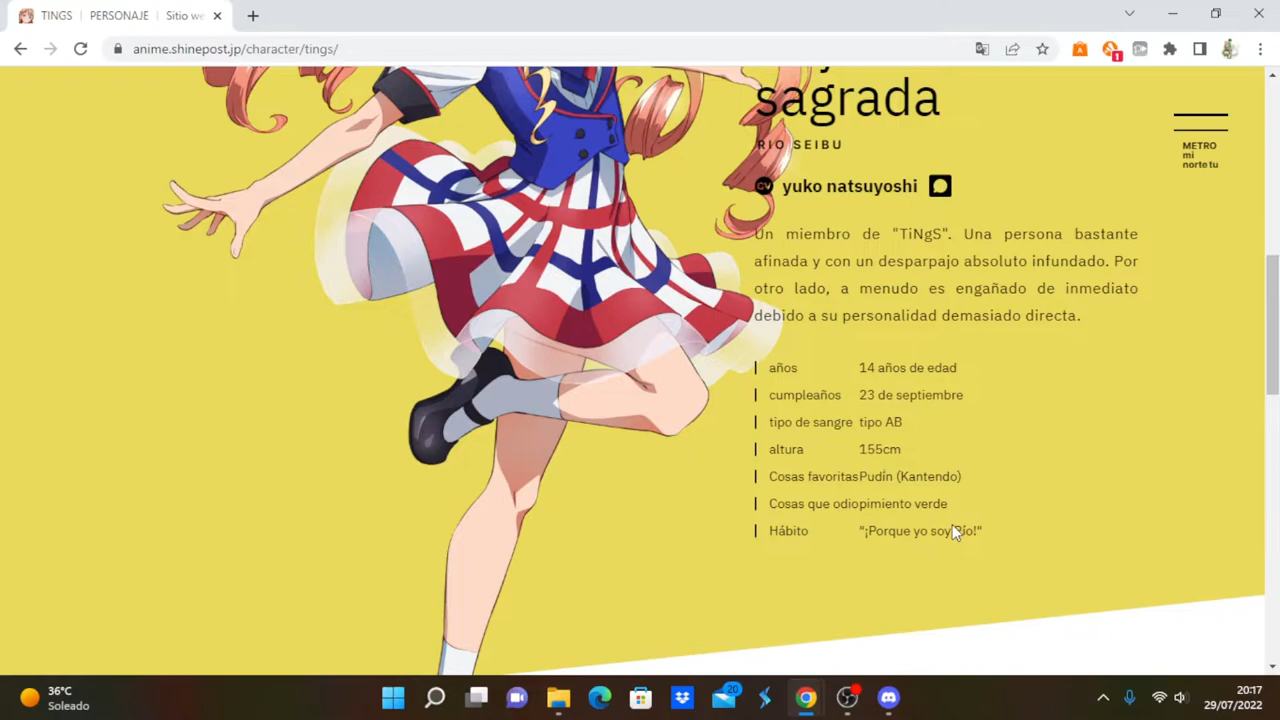 TINGS | PERSONAJE | Sitio we
anime.shinepost.jp/character/tings/
1
sagrada
RIO SEIBU
METRO
mi
norte tu
CV yuko natsuyoshi
Un miembro de "TiNgS". Una persona bastante
afinada y con un desparpajo absoluto infundado. Por
otro lado, a menudo es engañado de inmediato
debido a su personalidad demasiado directa.
años 14 años de edad
cumpleaños 23 de septiembre
tipo de sangre tipo AB
altura 155cm
Cosas favoritas Pudín (Kantendo)
Cosas que odio pimiento verde
Hábito "¡Porque yo soy Río!"
36°C
Soleado
20
20:17
29/07/2022